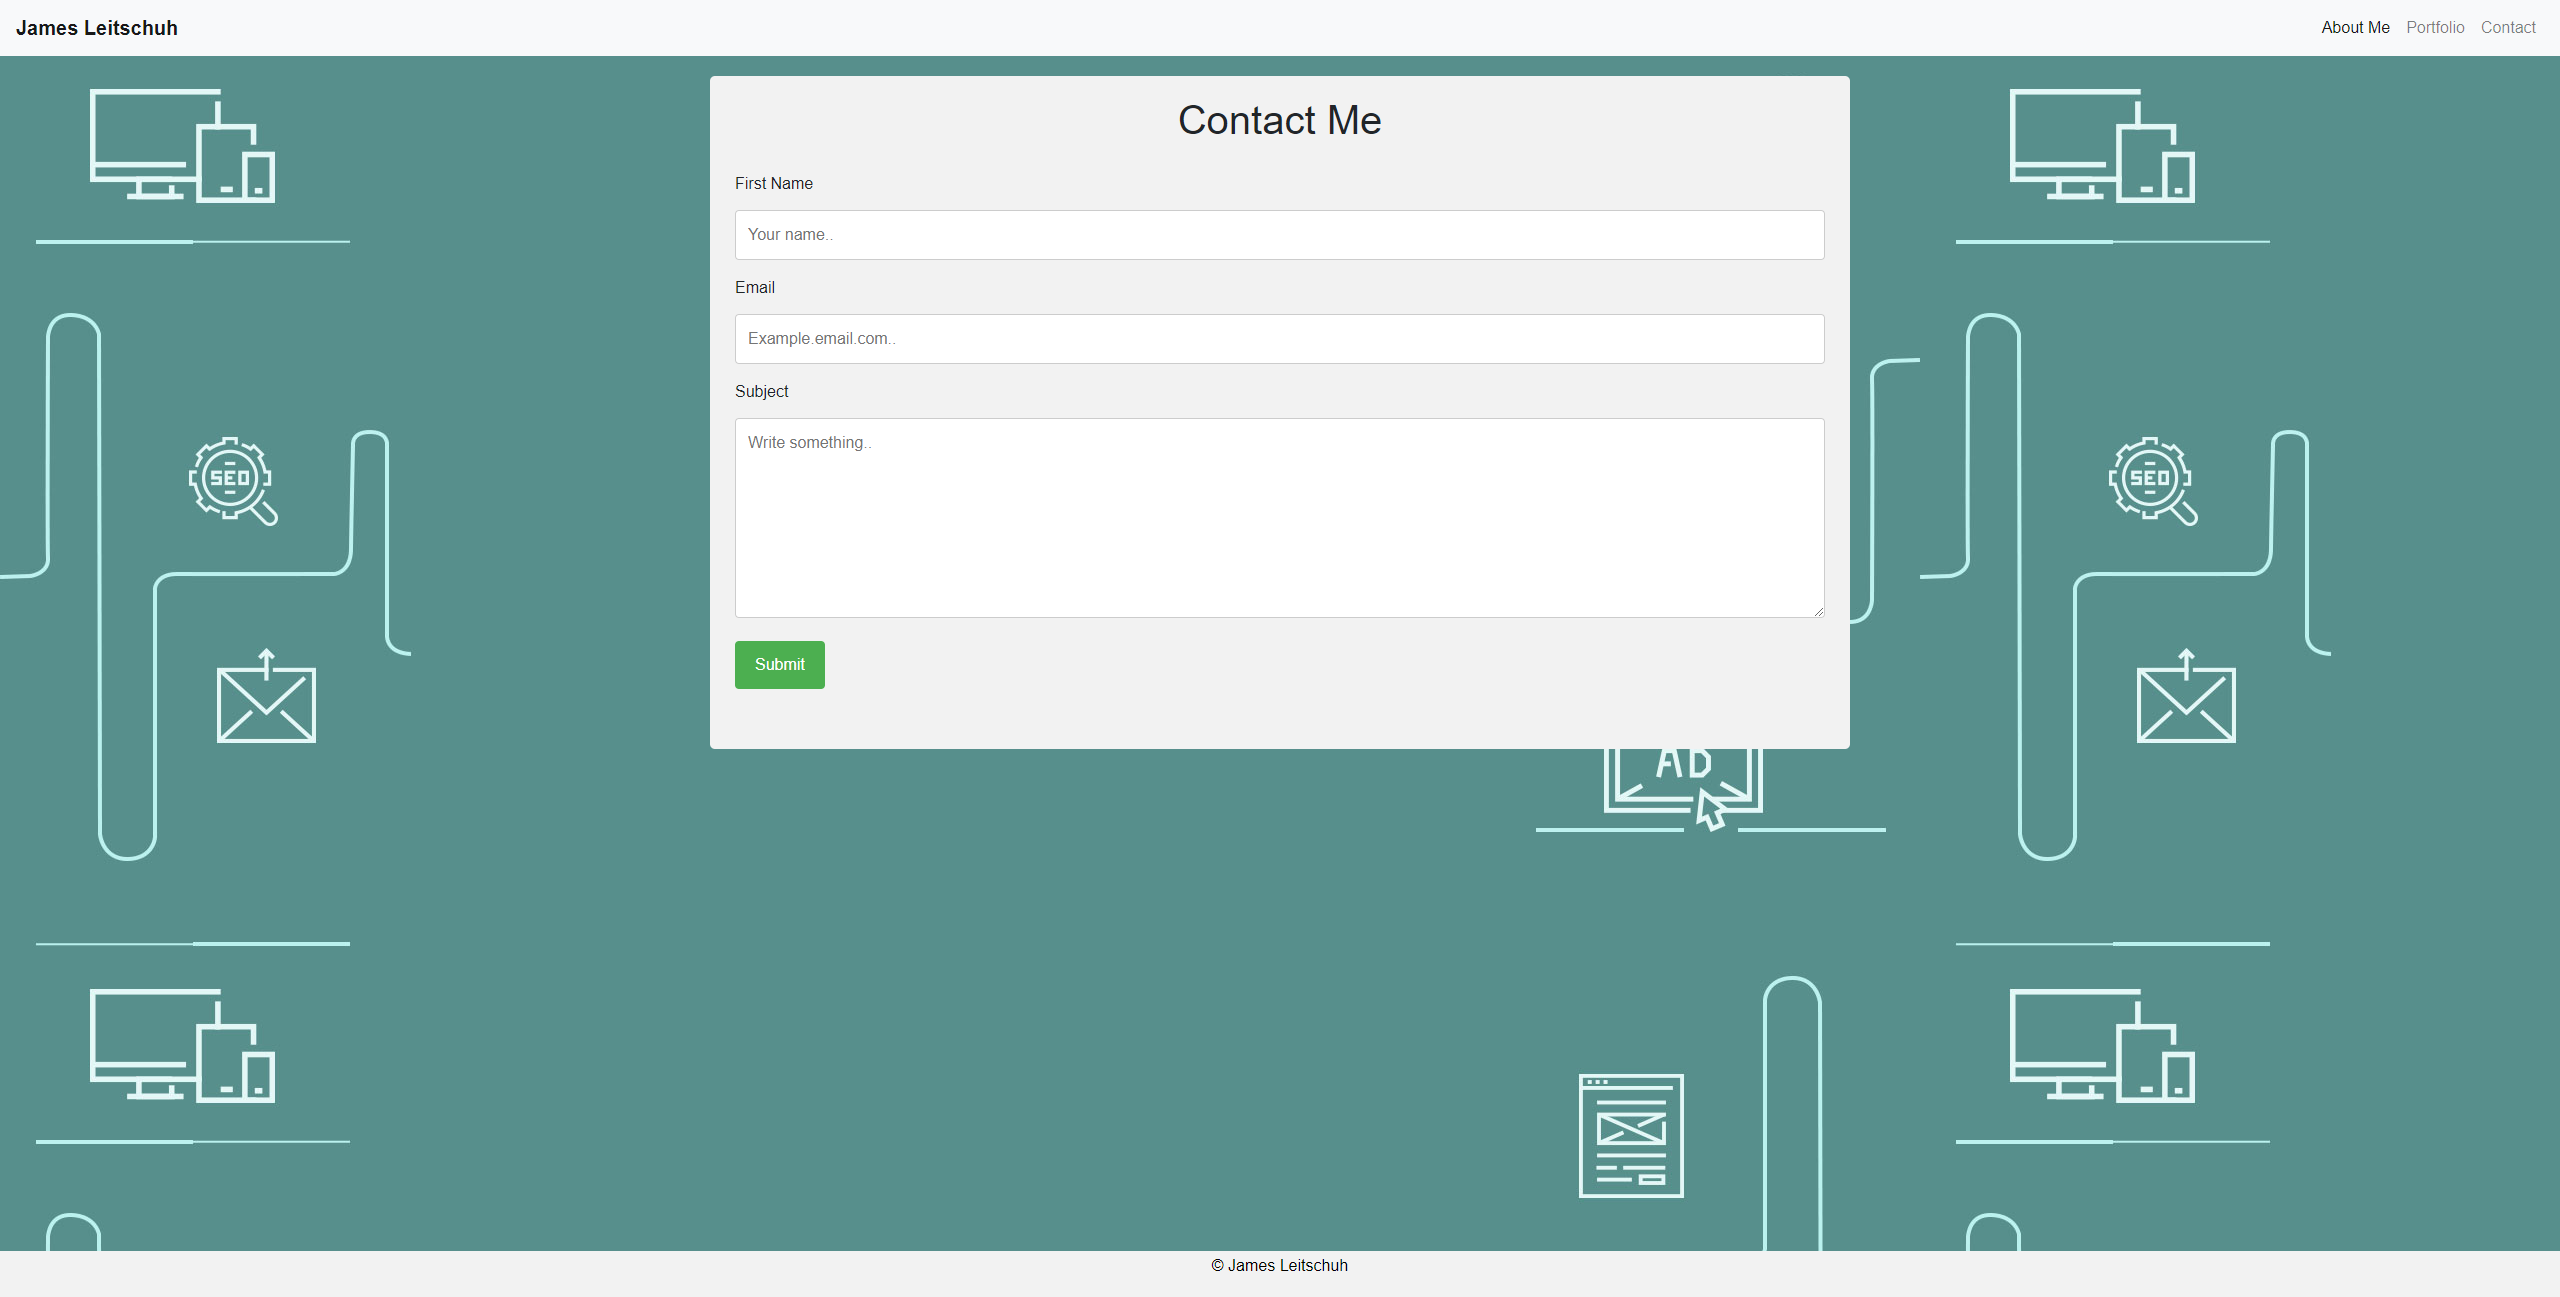 James Leitschuh
About Me Portfolio Contact
Contact Me
First Name
Your name..
Email
Example.email.com..
Subject
Write something..
SEO
SEO
Submit
AD
© James Leitschuh